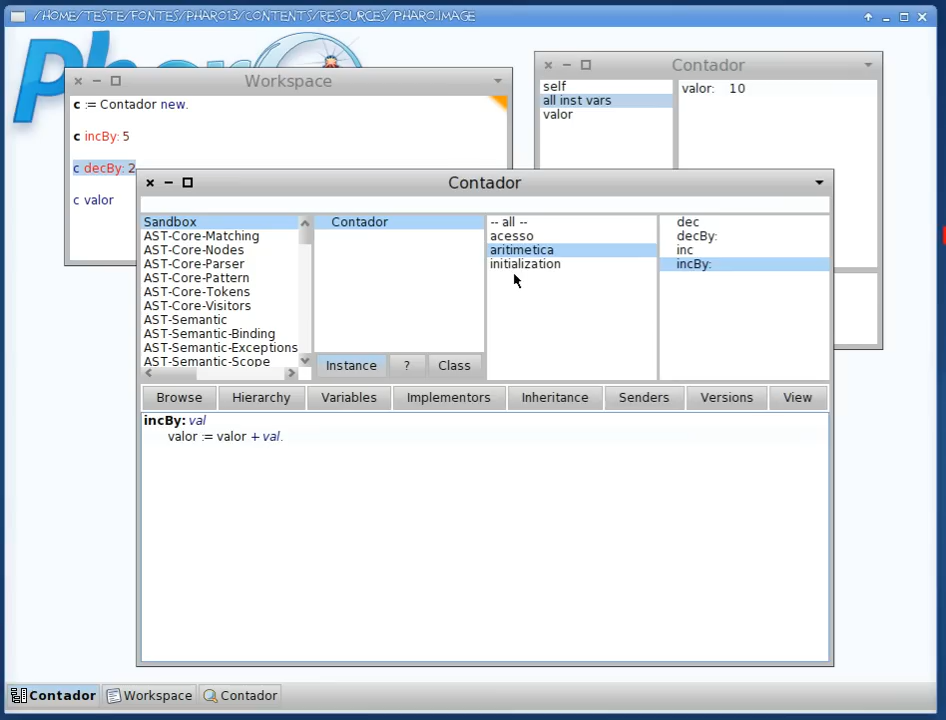 /HOME/TESTE/FONTES/PHARO13/CONTENTS/RESOURCES/PHARO.IMAGE
Workspace
c := Contador new.
c incBy: 5
c decBy: 2
c valor
Contador
self
all inst vars
valor
valor: 10
Contador
Sandbox
AST-Core-Matching
AST-Core-Nodes
AST-Core-Parser
AST-Core-Pattern
AST-Core-Tokens
AST-Core-Visitors
AST-Semantic
AST-Semantic-Binding
AST-Semantic-Exceptions
AST-Semantic-Scope
Contador
Instance ? Class
-- all --
acesso
aritimetica
initialization
dec
decBy:
inc
incBy:
Browse Hierarchy Variables Implementors Inheritance Senders Versions View
incBy: val
valor := valor + val.
Contador Workspace Contador